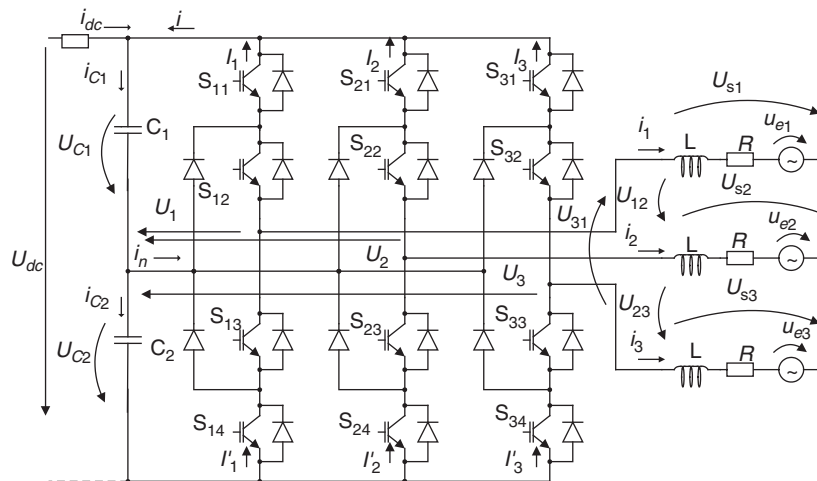 i_dc i
I_1 I_2 I_3
S_11 S_21 S_31
i_C1
U_s1
U_C1 C_1
i_1 L R u_e1
S_12 S_22 S_32
U_12 U_s2
U_1 U_31
i_2 L R u_e2
U_dc i_n U_2
U_3
i_C2 U_23 U_s3
S_13 S_23 S_33
U_C2 C_2
i_3 L R u_e3
S_14 S_24 S_34
I'_1 I'_2 I'_3